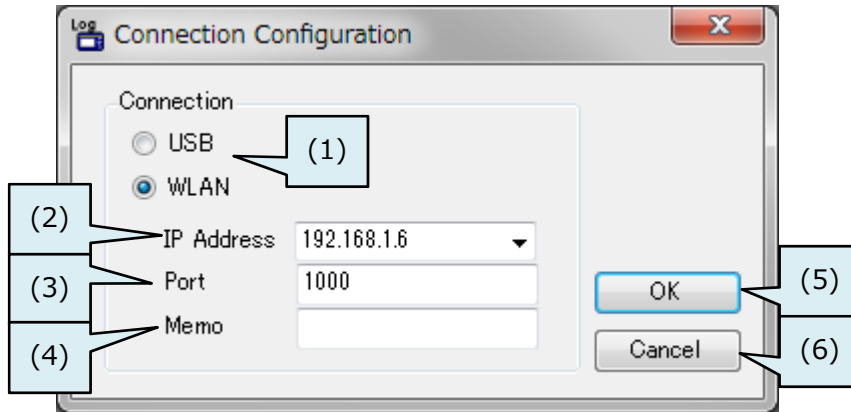 Log Connection Configuration
Connection
USB
(1)
WLAN
(2)
IP Address 192.168.1.6
(3) Port 1000
OK (5)
Memo
(4)
Cancel (6)